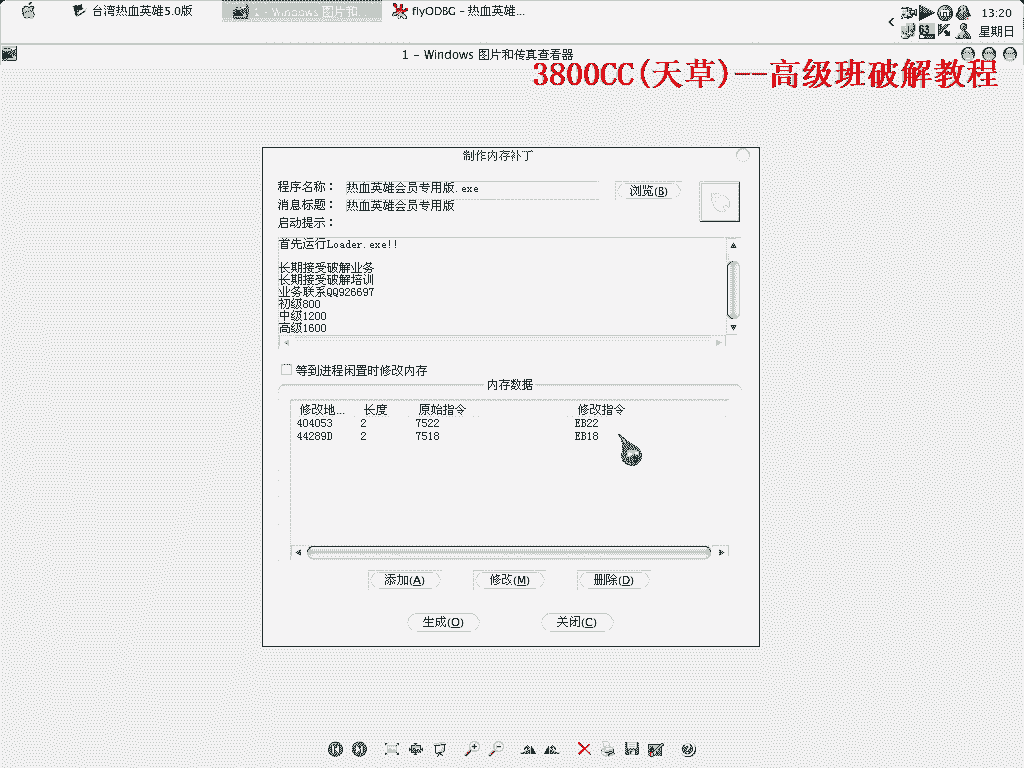 台湾热血英雄5.0版
1 - Windows 图片和...
flyODBG - 热血英雄...
13:20
星期日
1 - Windows 图片和传真查看器
3800CC(天草)--高级班破解教程
制作内存补丁
程序名称： 热血英雄会员专用版.exe
浏览(B)
消息标题： 热血英雄会员专用版
启动提示：
首先运行Loader.exe!!
长期接受破解业务
长期接受破解培训
业务联系QQ926697
初级800
中级1200
高级1600
等到进程闲置时修改内存
内存数据
修改地... 长度 原始指令 修改指令
404053 2 7522 EB22
44289D 2 7518 EB18
添加(A) 修改(M) 删除(D)
生成(O) 关闭(C)